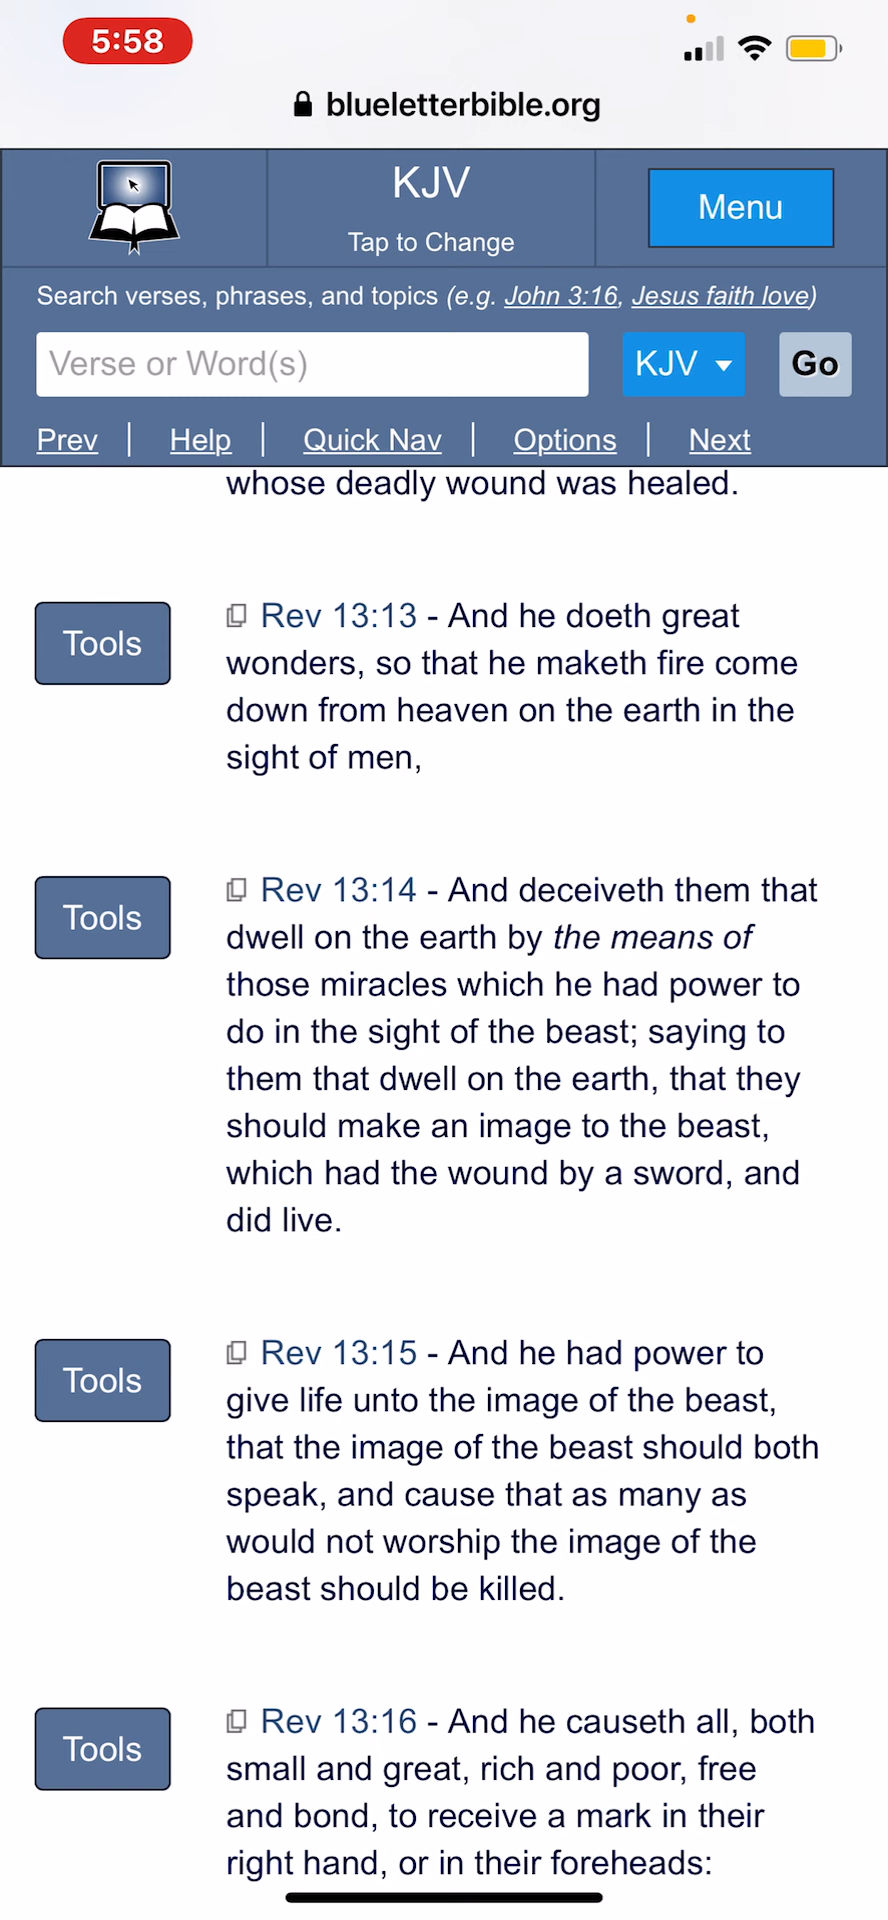 5:58
blueletterbible.org
KJV
Tap to Change
Menu
Search verses, phrases, and topics (e.g. John 3:16, Jesus faith love)
Verse or Word(s)
KJV
Go
Prev | Help | Quick Nav | Options | Next
whose deadly wound was healed.
Tools
Rev 13:13 - And he doeth great
wonders, so that he maketh fire come
down from heaven on the earth in the
sight of men,
Tools
Rev 13:14 - And deceiveth them that
dwell on the earth by the means of
those miracles which he had power to
do in the sight of the beast; saying to
them that dwell on the earth, that they
should make an image to the beast,
which had the wound by a sword, and
did live.
Tools
Rev 13:15 - And he had power to
give life unto the image of the beast,
that the image of the beast should both
speak, and cause that as many as
would not worship the image of the
beast should be killed.
Tools
Rev 13:16 - And he causeth all, both
small and great, rich and poor, free
and bond, to receive a mark in their
right hand, or in their foreheads: